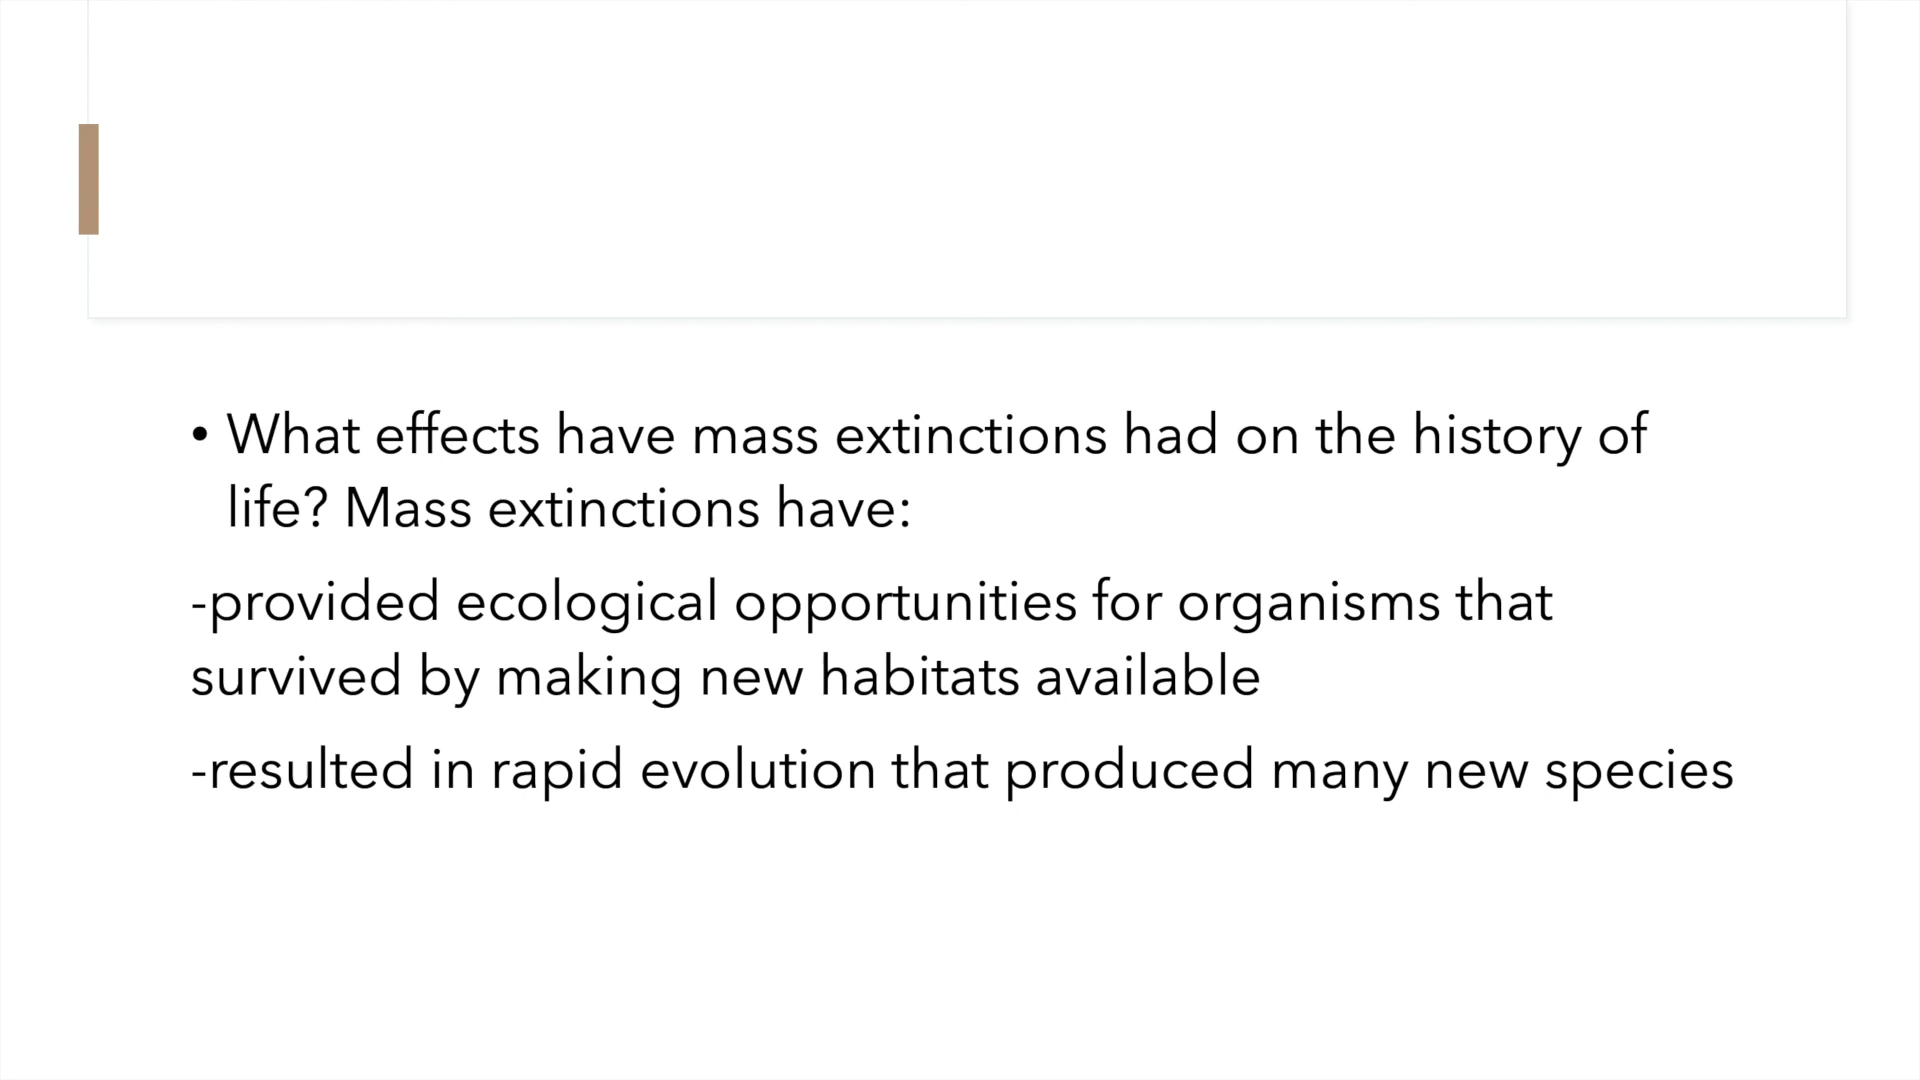 • What effects have mass extinctions had on the history of
life? Mass extinctions have:
-provided ecological opportunities for organisms that
survived by making new habitats available
-resulted in rapid evolution that produced many new species